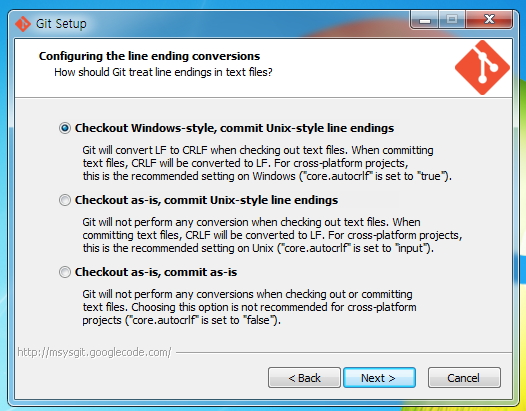 Git Setup
Configuring the line ending conversions
How should Git treat line endings in text files?
Checkout Windows-style, commit Unix-style line endings
Git will convert LF to CRLF when checking out text files. When committing
text files, CRLF will be converted to LF. For cross-platform projects,
this is the recommended setting on Windows ("core.autocrlf" is set to "true").
Checkout as-is, commit Unix-style line endings
Git will not perform any conversion when checking out text files. When
committing text files, CRLF will be converted to LF. For cross-platform projects,
this is the recommended setting on Unix ("core.autocrlf" is set to "input").
Checkout as-is, commit as-is
Git will not perform any conversions when checking out or committing
text files. Choosing this option is not recommended for cross-platform
projects ("core.autocrlf" is set to "false").
http://msysgit.googlecode.com/
< Back
Next >
Cancel